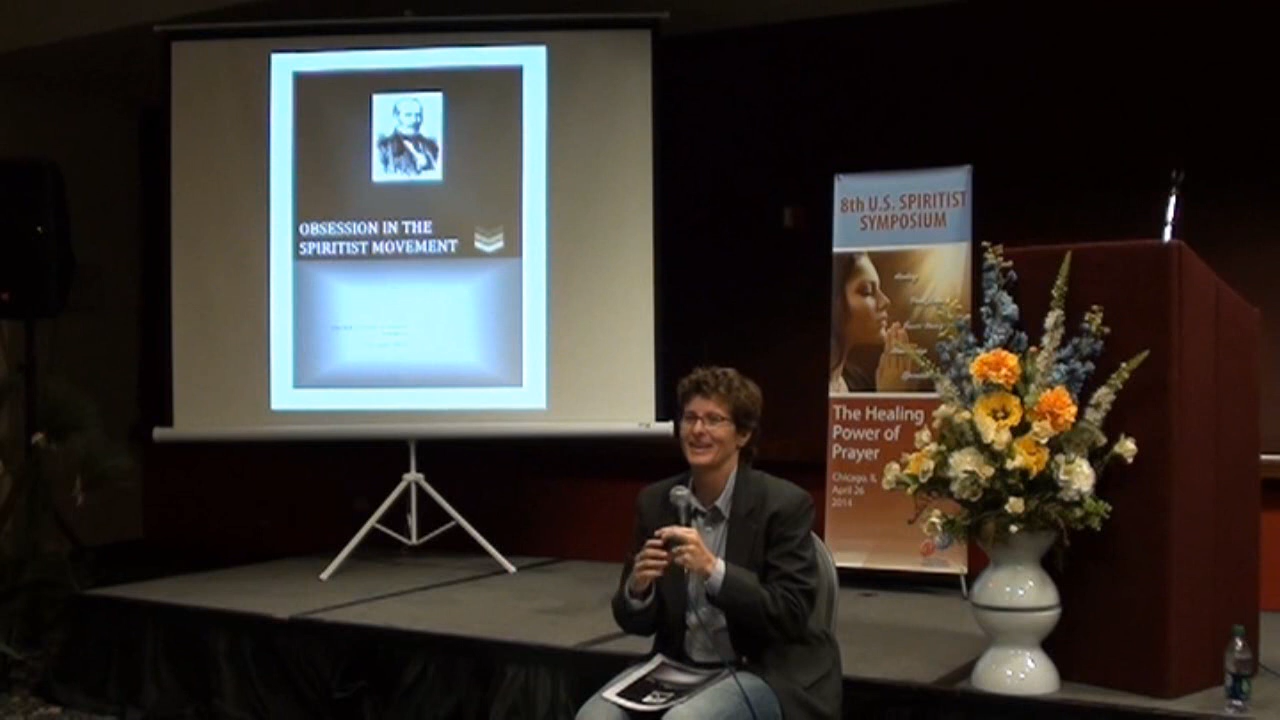 OBSESSION IN THE
SPIRITIST MOVEMENT
8th U.S. SPIRITIST
SYMPOSIUM
The Healing
Power of
Prayer
Chicago, IL
April 26
2014